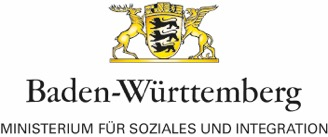 Baden-Württemberg
MINISTERIUM FÜR SOZIALES UND INTEGRATION